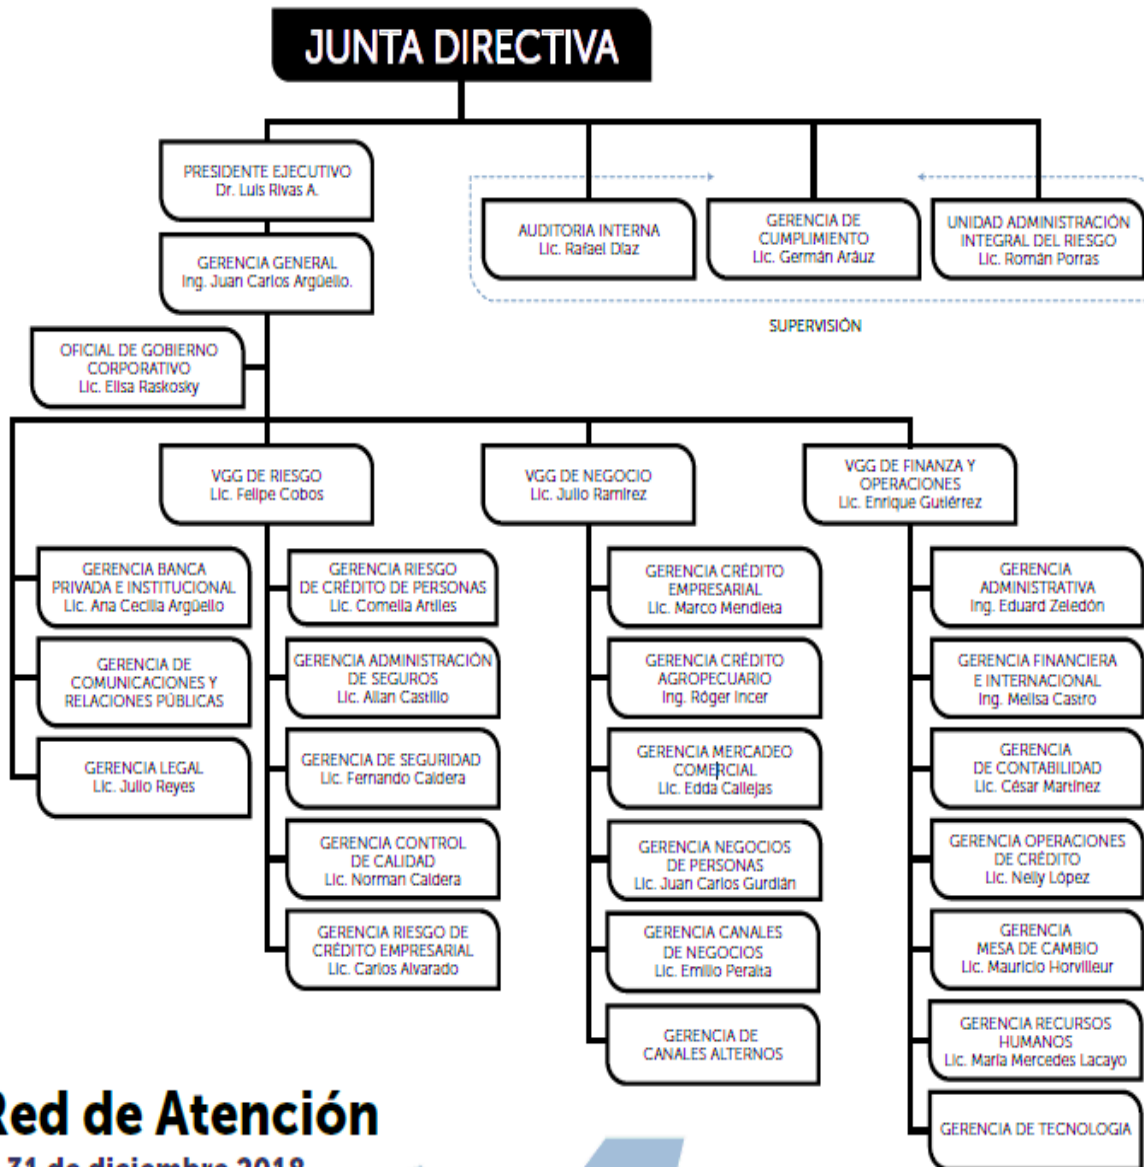 JUNTA DIRECTIVA
PRESIDENTE EJECUTIVO
Dr. Luis Rivas A.
GERENCIA GENERAL
Ing. Juan Carlos Argüello.
AUDITORIA INTERNA
Lic. Rafael Díaz
GERENCIA DE
CUMPLIMIENTO
Lic. Germán Aráuz
UNIDAD ADMINISTRACIÓN
INTEGRAL DEL RIESGO
Lic. Román Porras
SUPERVISIÓN
OFICIAL DE GOBIERNO
CORPORATIVO
Lic. Elisa Raskosky
VGG DE RIESGO
Lic. Felipe Cobos
VGG DE NEGOCIO
Lic. Julio Ramírez
VGG DE FINANZA Y
OPERACIONES
Lic. Enrique Gutiérrez
GERENCIA BANCA
PRIVADA E INSTITUCIONAL
Lic. Ana Cecilia Argüello
GERENCIA DE
COMUNICACIONES Y
RELACIONES PÚBLICAS
GERENCIA LEGAL
Lic. Julio Reyes
GERENCIA RIESGO
DE CRÉDITO DE PERSONAS
Lic. Cornelia Artiles
GERENCIA ADMINISTRACIÓN
DE SEGUROS
Lic. Allan Castillo
GERENCIA DE SEGURIDAD
Lic. Fernando Caldera
GERENCIA CONTROL
DE CALIDAD
Lic. Norman Caldera
GERENCIA RIESGO DE
CRÉDITO EMPRESARIAL
Lic. Carlos Alvarado
GERENCIA CRÉDITO
EMPRESARIAL
Lic. Marco Mendieta
GERENCIA CRÉDITO
AGROPECUARIO
Ing. Róger Incer
GERENCIA MERCADEO
COMERCIAL
Lic. Edda Callejas
GERENCIA NEGOCIOS
DE PERSONAS
Lic. Juan Carlos Gurdián
GERENCIA CANALES
DE NEGOCIOS
Lic. Emilio Peralta
GERENCIA DE
CANALES ALTERNOS
GERENCIA
ADMINISTRATIVA
Ing. Eduard Zeledón
GERENCIA FINANCIERA
E INTERNACIONAL
Ing. Melisa Castro
GERENCIA
DE CONTABILIDAD
Lic. César Martínez
GERENCIA OPERACIONES
DE CRÉDITO
Lic. Nelly López
GERENCIA
MESA DE CAMBIO
Lic. Mauricio Horvilleur
GERENCIA RECURSOS
HUMANOS
Lic. María Mercedes Lacayo
GERENCIA DE TECNOLOGIA
Red de Atención
31 de diciembre 2018